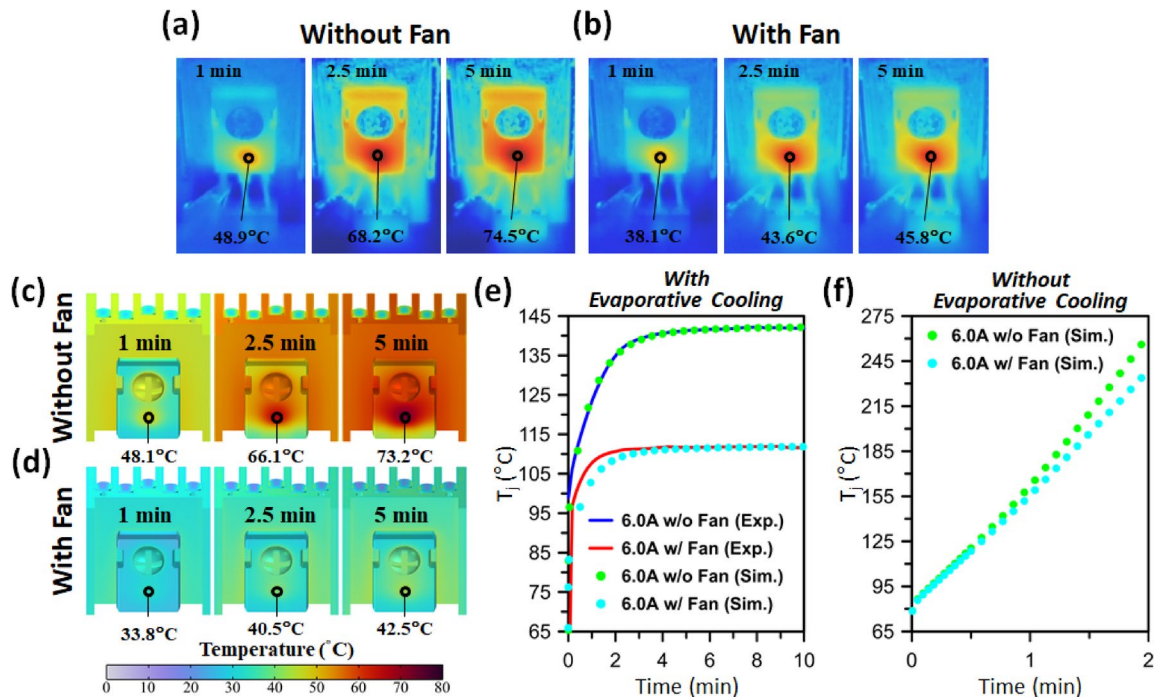 (a)
Without Fan
(b)
With Fan
1 min
2.5 min
5 min
1 min
2.5 min
5 min
48.9°C
68.2°C
74.5°C
38.1°C
43.6°C
45.8°C
(c)
Without Fan
1 min
2.5 min
5 min
48.1°C
66.1°C
73.2°C
(d)
With Fan
1 min
2.5 min
5 min
33.8°C
40.5°C
42.5°C
Temperature (°C)
0 10 20 30 40 50 60 70 80
(e)
With
Evaporative Cooling
145
135
125
115
105
95
85
75
65
Tj (°C)
6.0A w/o Fan (Exp.)
6.0A w/ Fan (Exp.)
6.0A w/o Fan (Sim.)
6.0A w/ Fan (Sim.)
0 2 4 6 8 10
Time (min)
(f)
Without
Evaporative Cooling
275
245
215
185
155
125
95
65
Tj (°C)
6.0A w/o Fan (Sim.)
6.0A w/ Fan (Sim.)
0 1 2
Time (min)